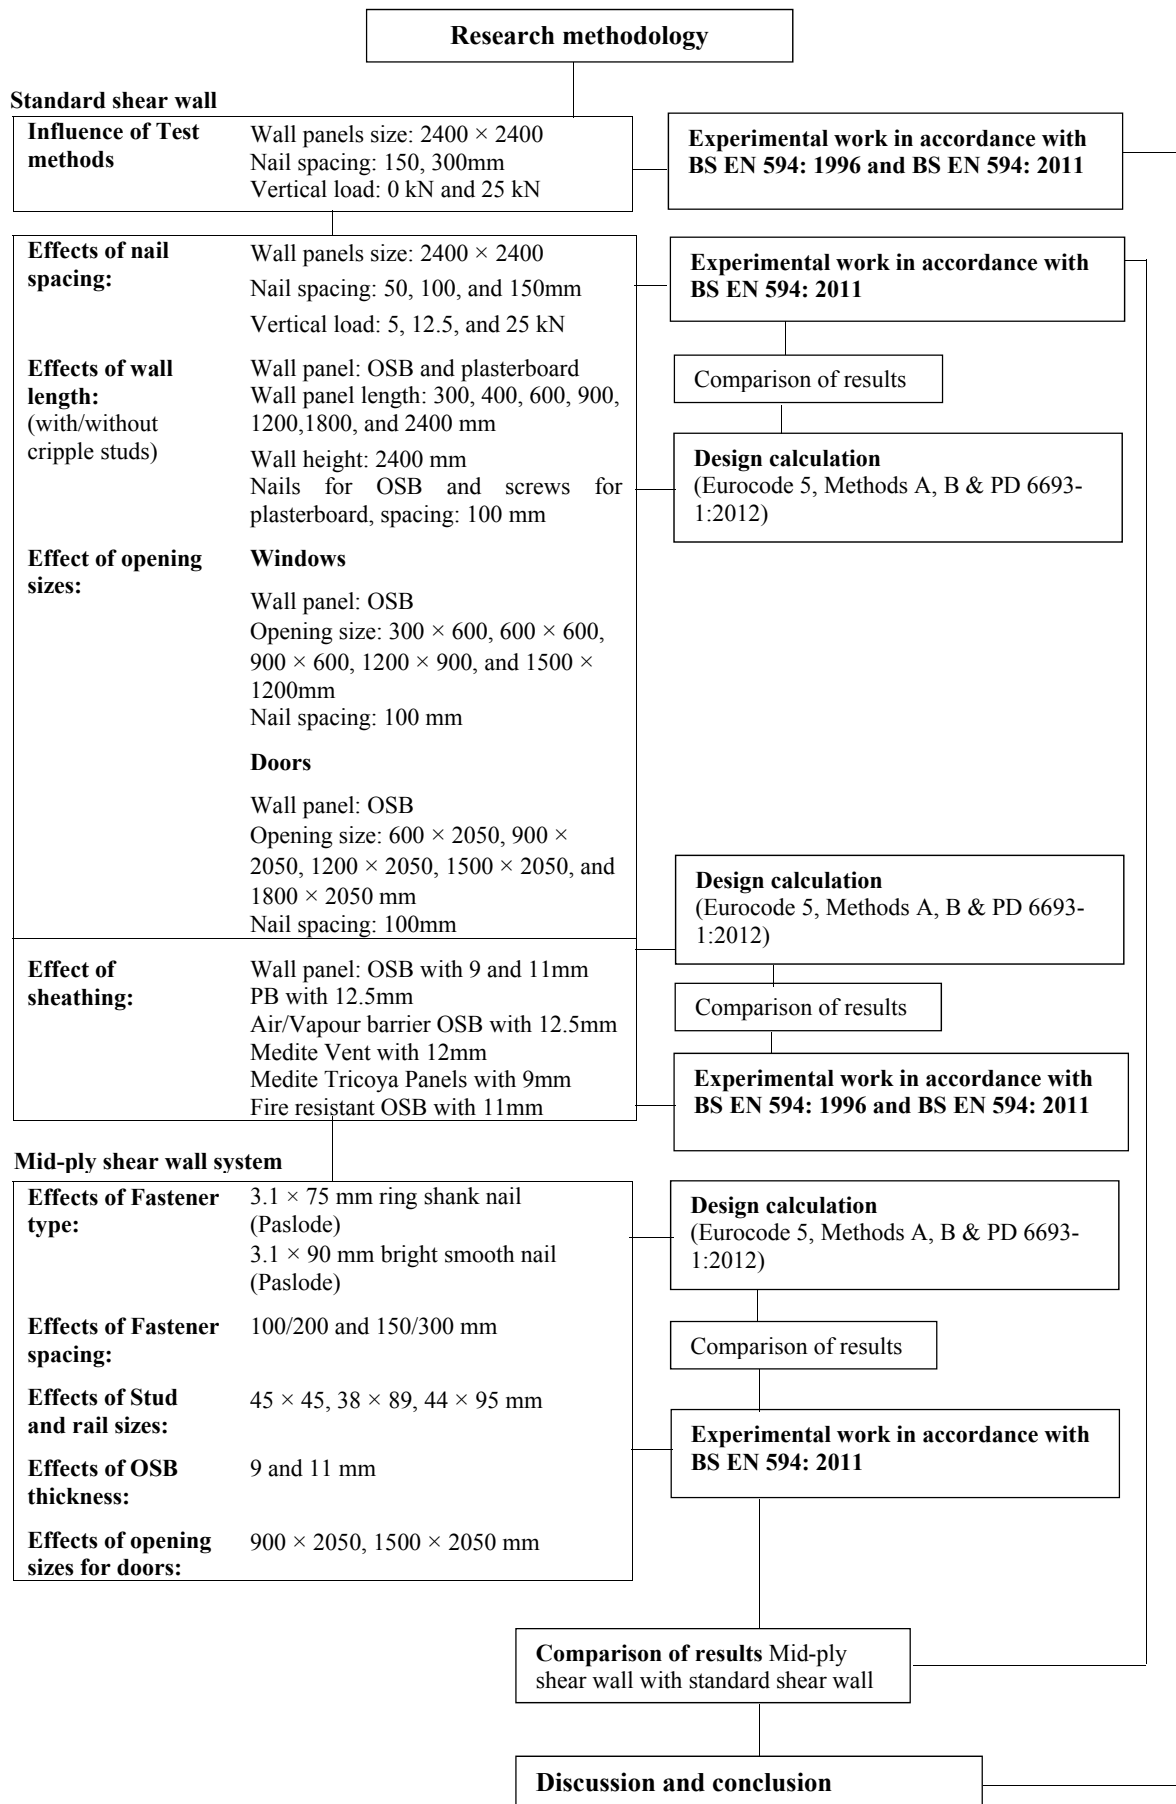 Research methodology
Standard shear wall
Influence of Test
methods
Wall panels size: 2400 × 2400
Nail spacing: 150, 300mm
Vertical load: 0 kN and 25 kN
Experimental work in accordance with
BS EN 594: 1996 and BS EN 594: 2011
Effects of nail
spacing:
Wall panels size: 2400 × 2400
Nail spacing: 50, 100, and 150mm
Vertical load: 5, 12.5, and 25 kN
Experimental work in accordance with
BS EN 594: 2011
Comparison of results
Effects of wall
length:
(with/without
cripple studs)
Wall panel: OSB and plasterboard
Wall panel length: 300, 400, 600, 900,
1200,1800, and 2400 mm
Wall height: 2400 mm
Nails for OSB and screws for
plasterboard, spacing: 100 mm
Design calculation
(Eurocode 5, Methods A, B & PD 6693-
1:2012)
Effect of opening
sizes:
Windows
Wall panel: OSB
Opening size: 300 × 600, 600 × 600,
900 × 600, 1200 × 900, and 1500 ×
1200mm
Nail spacing: 100 mm
Doors
Wall panel: OSB
Opening size: 600 × 2050, 900 ×
2050, 1200 × 2050, 1500 × 2050, and
1800 × 2050 mm
Nail spacing: 100mm
Design calculation
(Eurocode 5, Methods A, B & PD 6693-
1:2012)
Effect of
sheathing:
Wall panel: OSB with 9 and 11mm
PB with 12.5mm
Air/Vapour barrier OSB with 12.5mm
Medite Vent with 12mm
Medite Tricoya Panels with 9mm
Fire resistant OSB with 11mm
Comparison of results
Experimental work in accordance with
BS EN 594: 1996 and BS EN 594: 2011
Mid-ply shear wall system
Effects of Fastener
type:
3.1 × 75 mm ring shank nail
(Paslode)
3.1 × 90 mm bright smooth nail
(Paslode)
Design calculation
(Eurocode 5, Methods A, B & PD 6693-
1:2012)
Effects of Fastener
spacing:
100/200 and 150/300 mm
Comparison of results
Effects of Stud
and rail sizes:
45 × 45, 38 × 89, 44 × 95 mm
Experimental work in accordance with
BS EN 594: 2011
Effects of OSB
thickness:
9 and 11 mm
Effects of opening
sizes for doors:
900 × 2050, 1500 × 2050 mm
Comparison of results Mid-ply
shear wall with standard shear wall
Discussion and conclusion